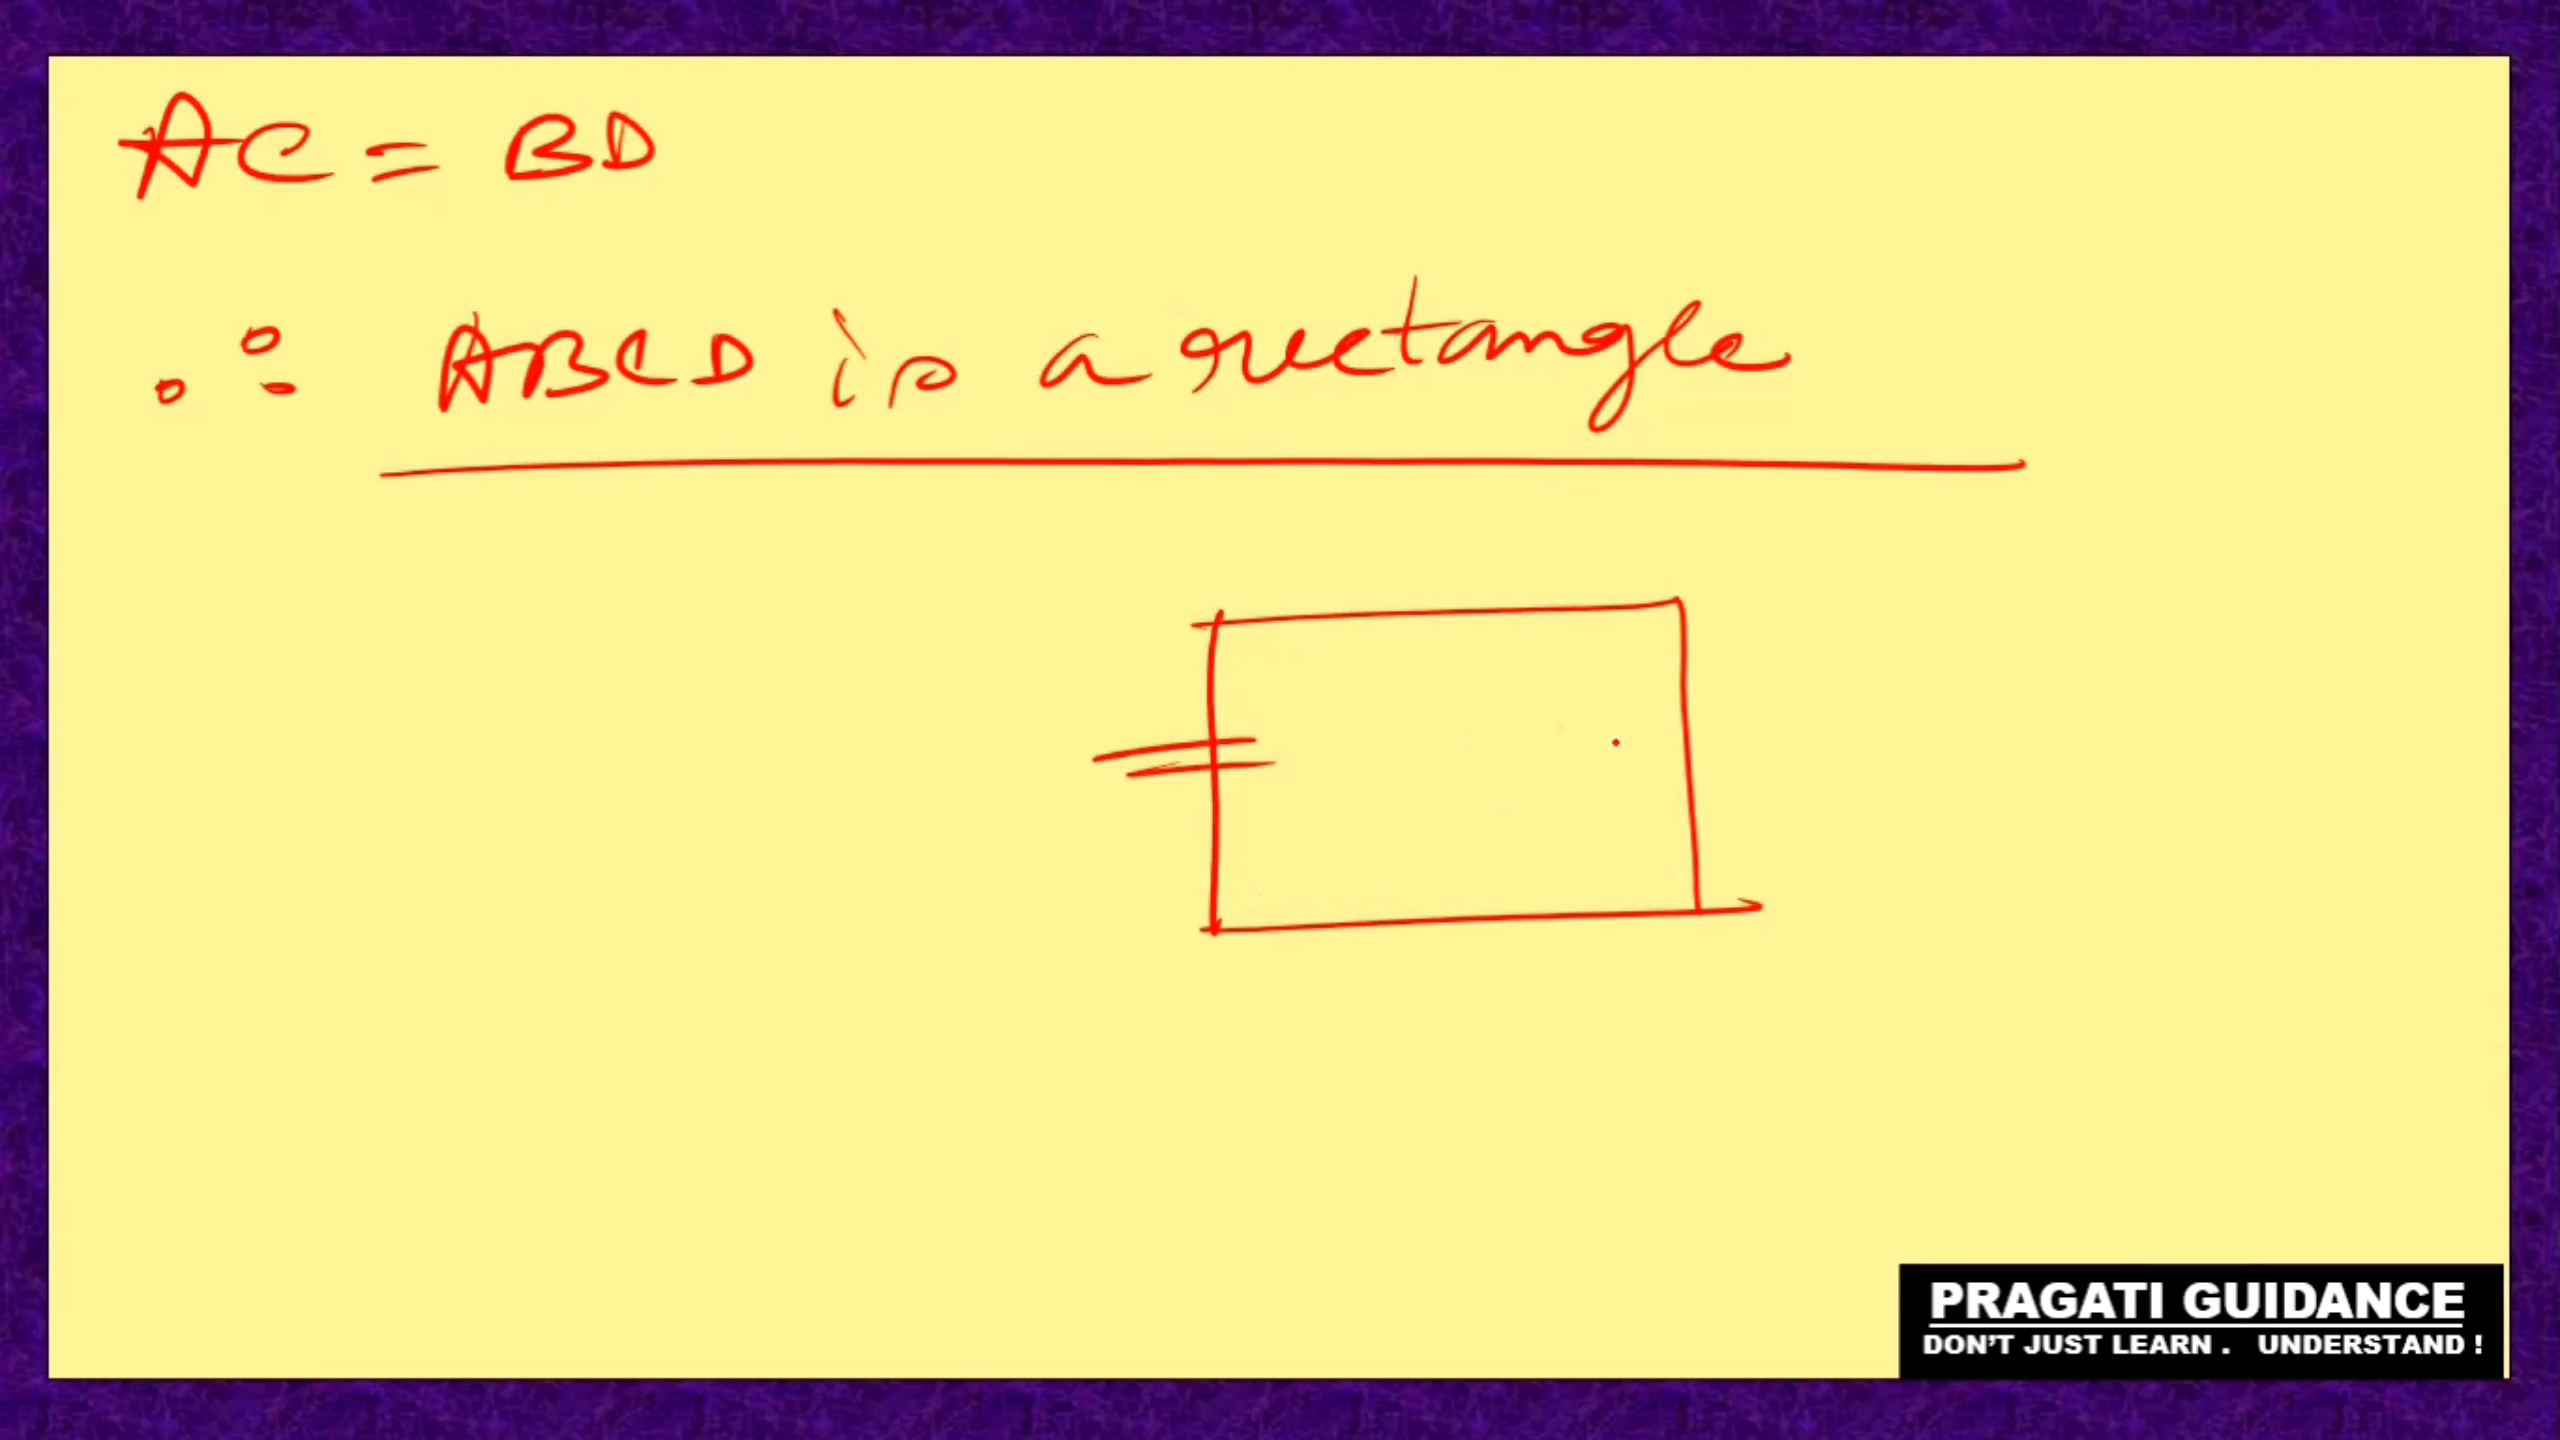 AC = BD
∴ ABCD is a rectangle
PRAGATI GUIDANCE
DON'T JUST LEARN . UNDERSTAND !